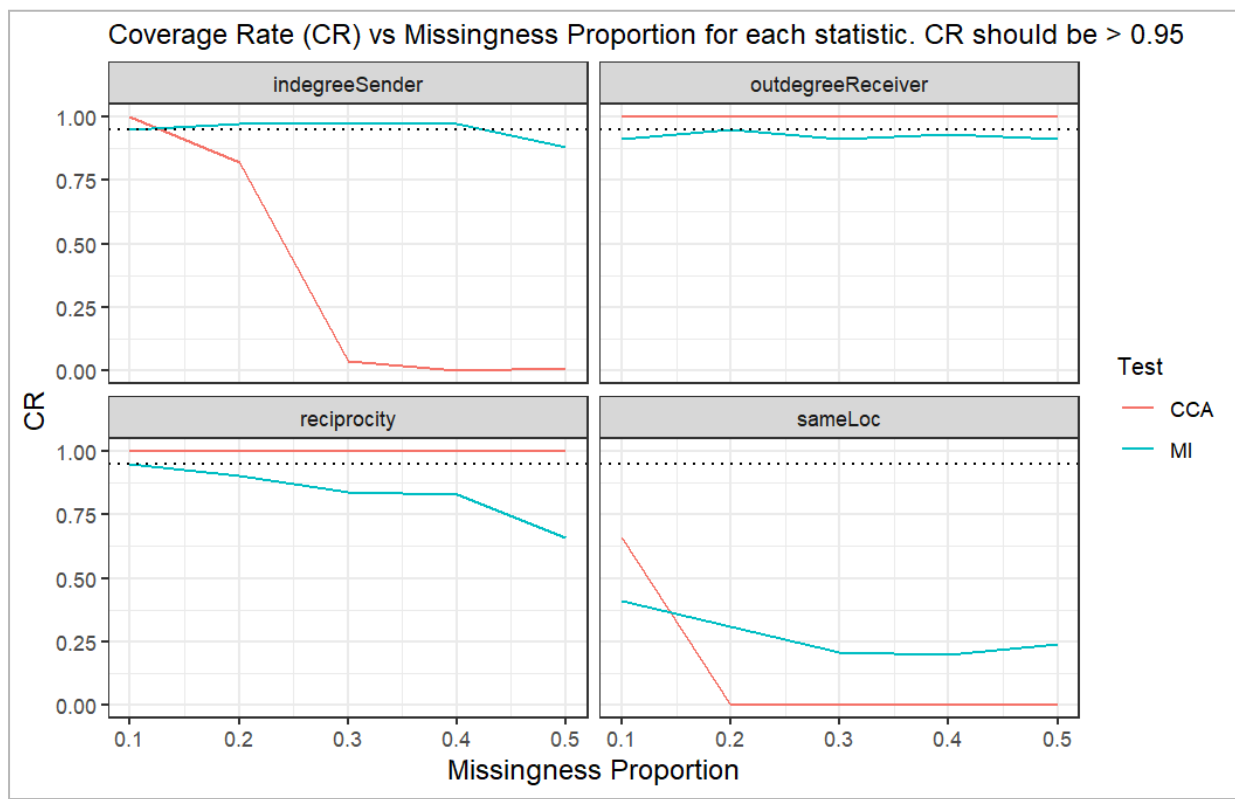 Coverage Rate (CR) vs Missingness Proportion for each statistic. CR should be > 0.95
indegreeSender
outdegreeReceiver
1.00
0.75
0.50
0.25
0.00
CR
reciprocity
sameLoc
1.00
0.75
0.50
0.25
0.00
0.1 0.2 0.3 0.4 0.5
0.1 0.2 0.3 0.4 0.5
Missingness Proportion
Test
CCA
MI